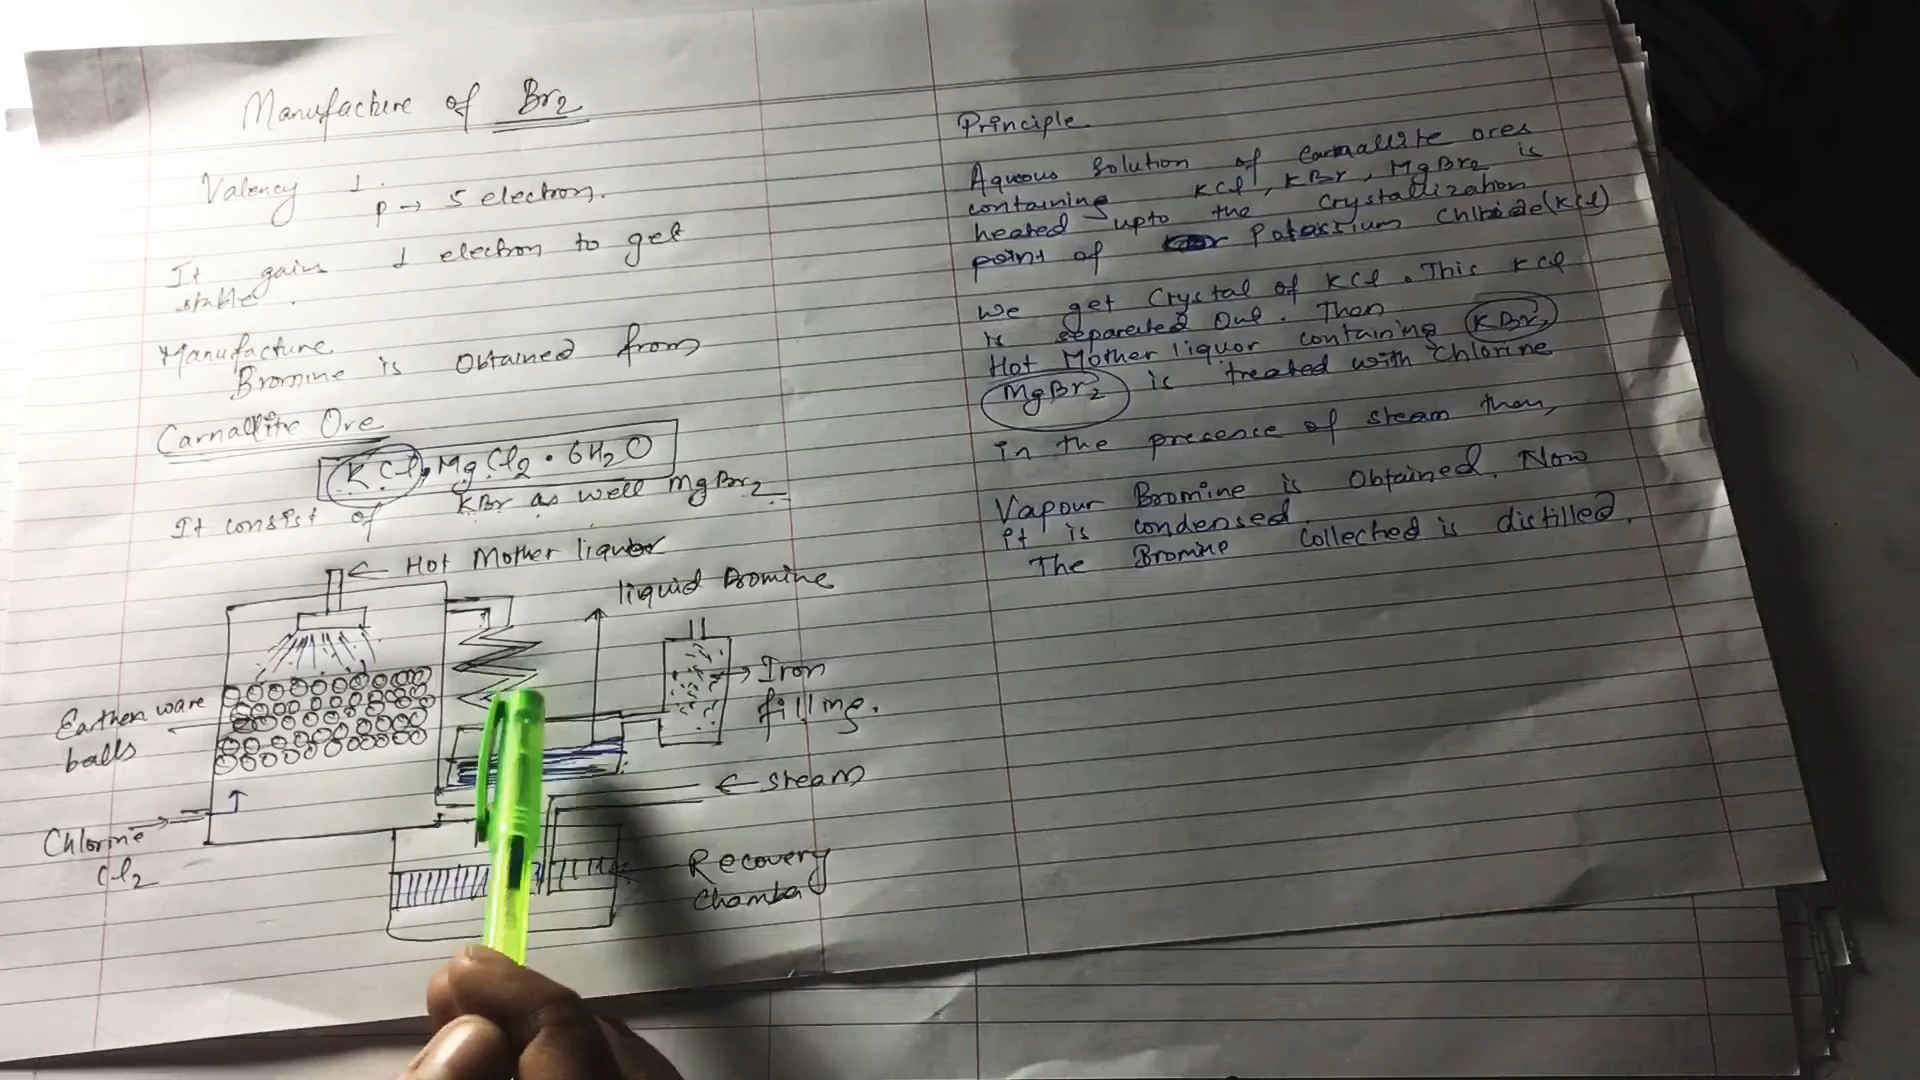 Manufacture of Br2
Valency 1.
p → 5 electron.
It gains 1 electron to get
stable.
Manufacture.
Bromine is Obtained from
Carnallite Ore
KCl.MgCl2 . 6H2O
It consist of KBr as well MgBr2
← Hot Mother liquor
liquid Bromine
Eathen ware
balls
→ Iron
filling.
← Steam
Chlorine →
Cl2
Recovery
Chamber
Principle
Aqueous Solution of Carnallite ores
containing KCl, KBr, MgBr2 is
heated upto the Crystallization
point of Potassium Chloride(KCl)
We get Crystal of KCl. This KCl
is separated Out. Then
Hot Mother liquor containing KBr,
MgBr2 is treated with Chlorine
in the presence of steam then,
Vapour Bromine is Obtained. Now
it is condensed.
The Bromine Collected is distilled.